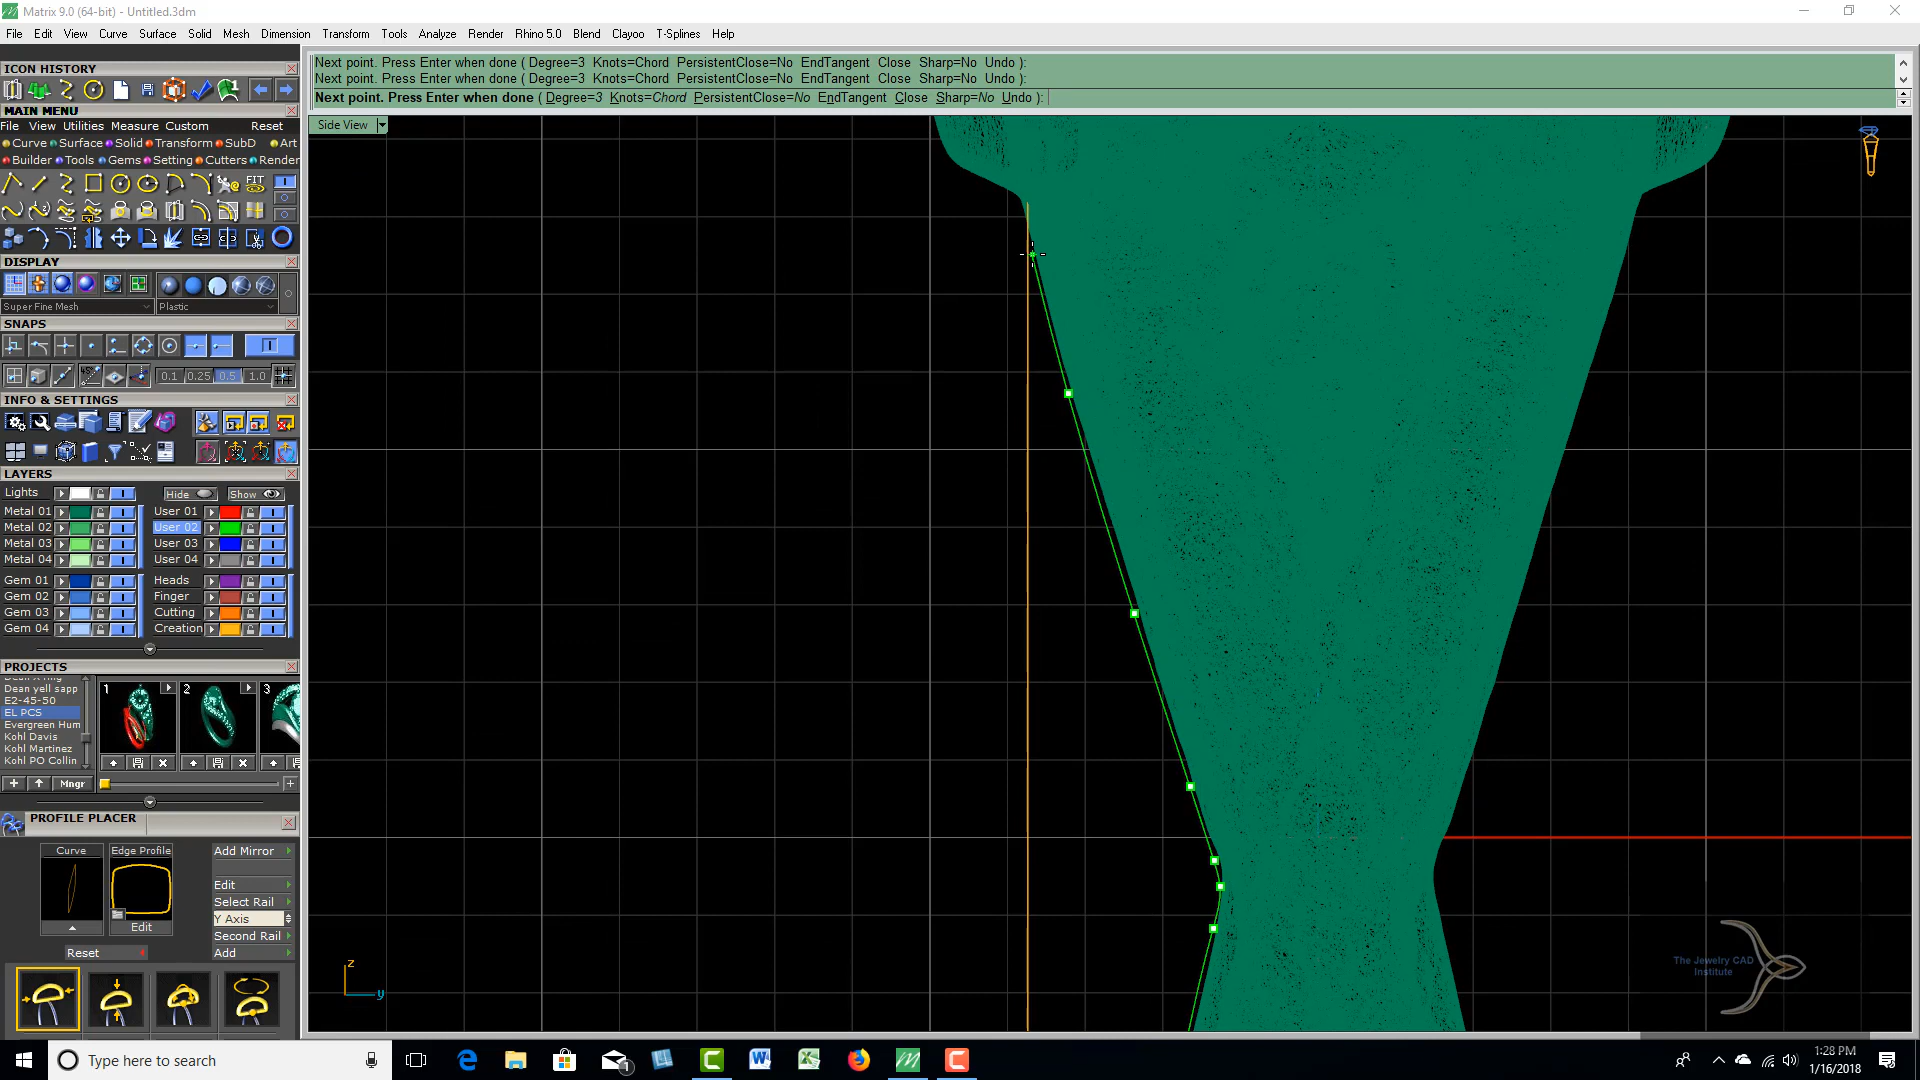 Matrix 9.0 (64-bit) - Untitled.3dm
File Edit View Curve Surface Solid Mesh Dimension Transform Tools Analyze Render Rhino 5.0 Blend Clayoo T-Splines Help
ICON HISTORY
Next point. Press Enter when done ( Degree=3 Knots=Chord PersistentClose=No EndTangent Close Sharp=No Undo ):
Next point. Press Enter when done ( Degree=3 Knots=Chord PersistentClose=No EndTangent Close Sharp=No Undo ):
Next point. Press Enter when done ( Degree=3 Knots=Chord PersistentClose=No EndTangent Close Sharp=No Undo ):
MAIN MENU
File View Utilities Measure Custom Reset
Curve Surface Solid Transform SubD Art
Builder Tools Gems Setting Cutters Render
FIT
Side View
DISPLAY
Super Fine Mesh Plastic
SNAPS
0.1 0.25 0.5 1.0
INFO & SETTINGS
LAYERS
Lights Hide Show
Metal 01 User 01
Metal 02 User 02
Metal 03 User 03
Metal 04 User 04
Gem 01 Heads
Gem 02 Finger
Gem 03 Cutting
Gem 04 Creation
PROJECTS
Dean yell sapp
E2-45-50
EL PCS
Evergreen Hum
Kohl Davis
Kohl Martinez
Kohl PO Collin
1 2 3
Mngr
PROFILE PLACER
Curve Edge Profile Add Mirror
Edit
Select Rail
Y Axis
Edit Second Rail
Reset Add
z
y
The Jewelry CAD
Institute
Type here to search
1
1:28 PM
1/16/2018